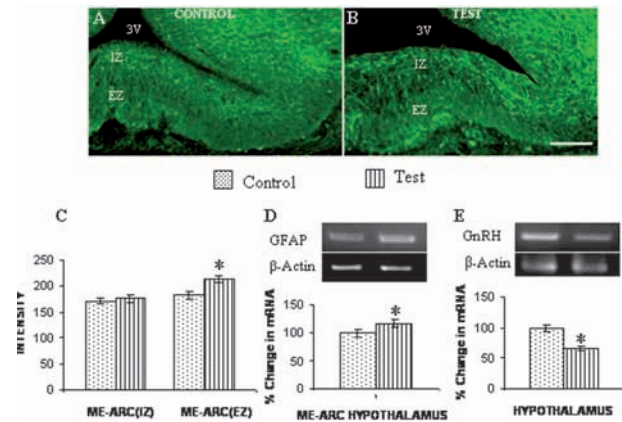 A CONTROL
3V
IZ
EZ
B TEST
3V
IZ
EZ
Control Test
C
INTENSITY
250
200
150
100
50
0
*
ME-ARC(IZ) ME-ARC(EZ)
D
GFAP
β-Actin
% Change in mRNA
150
100
50
0
*
ME-ARC HYPOTHALAMUS
E
GnRH
β-Actin
% Change in mRNA
150
100
50
0
*
HYPOTHALAMUS